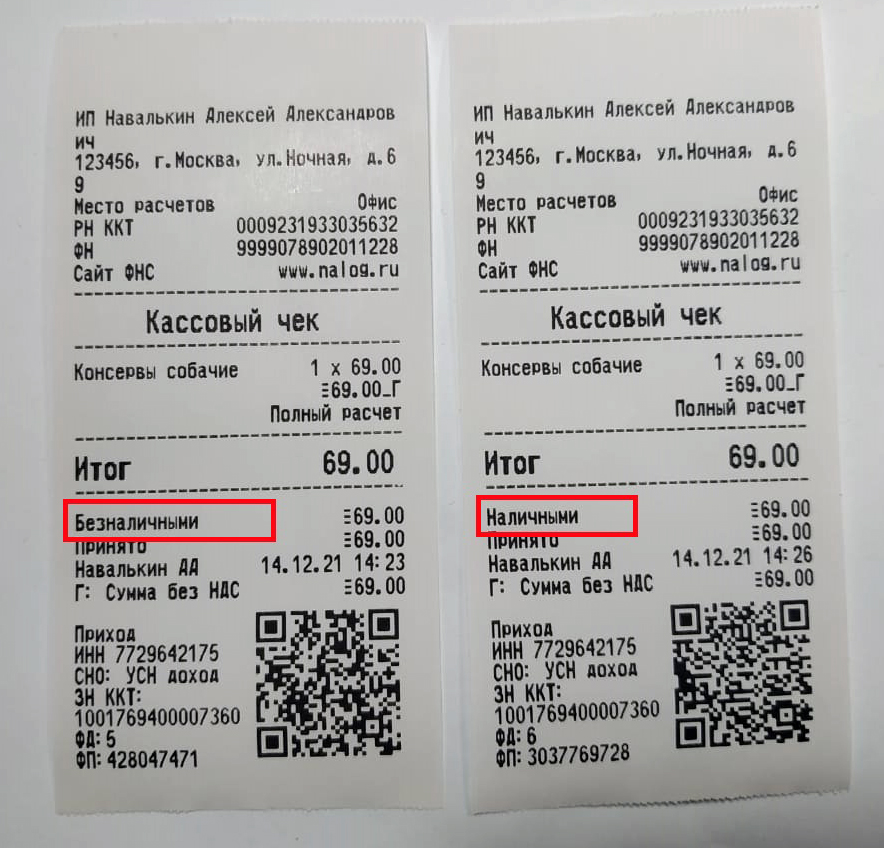 ИП Навалькин Алексей Александров
ич
123456, г.Москва, ул.Ночная, д.6
9
Место расчетов Офис
РН ККТ 0009231933035632
ФН 9999078902011228
Сайт ФНС www.nalog.ru
Кассовый чек
Консервы собачие 1 x 69.00
≡69.00_Г
Полный расчет
Итог 69.00
Безналичными ≡69.00
Принято ≡69.00
Навалькин АА 14.12.21 14:23
Г: Сумма без НДС ≡69.00
Приход
ИНН 7729642175
СНО: УСН доход
ЗН ККТ:
1001769400007360
ФД: 5
ФП: 428047471
ИП Навалькин Алексей Александров
ич
123456, г.Москва, ул.Ночная, д.6
9
Место расчетов Офис
РН ККТ 0009231933035632
ФН 9999078902011228
Сайт ФНС www.nalog.ru
Кассовый чек
Консервы собачие 1 x 69.00
≡69.00_Г
Полный расчет
Итог 69.00
Наличными ≡69.00
Принято ≡69.00
Навалькин АА 14.12.21 14:26
Г: Сумма без НДС ≡69.00
Приход
ИНН 7729642175
СНО: УСН доход
ЗН ККТ:
1001769400007360
ФД: 6
ФП: 3037769728